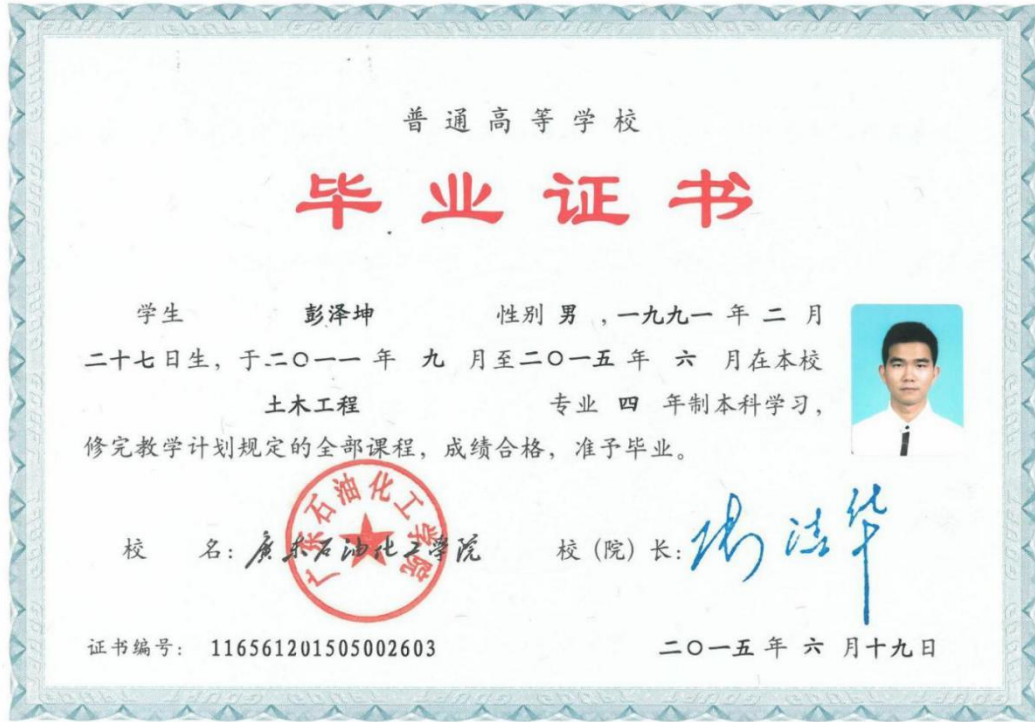 普通高等学校
毕业证书
学生 彭泽坤 性别 男 ,一九九一 年 二 月
二十七日生，于二〇一一 年 九 月至二〇一五 年 六 月在本校
土木工程 专业 四 年制本科学习，
修完教学计划规定的全部课程，成绩合格，准予毕业。
广东石油化工学院
校 名：廣东石油化工學院 校（院）长：
证书编号： 116561201505002603 二〇一五 年 六 月十九日